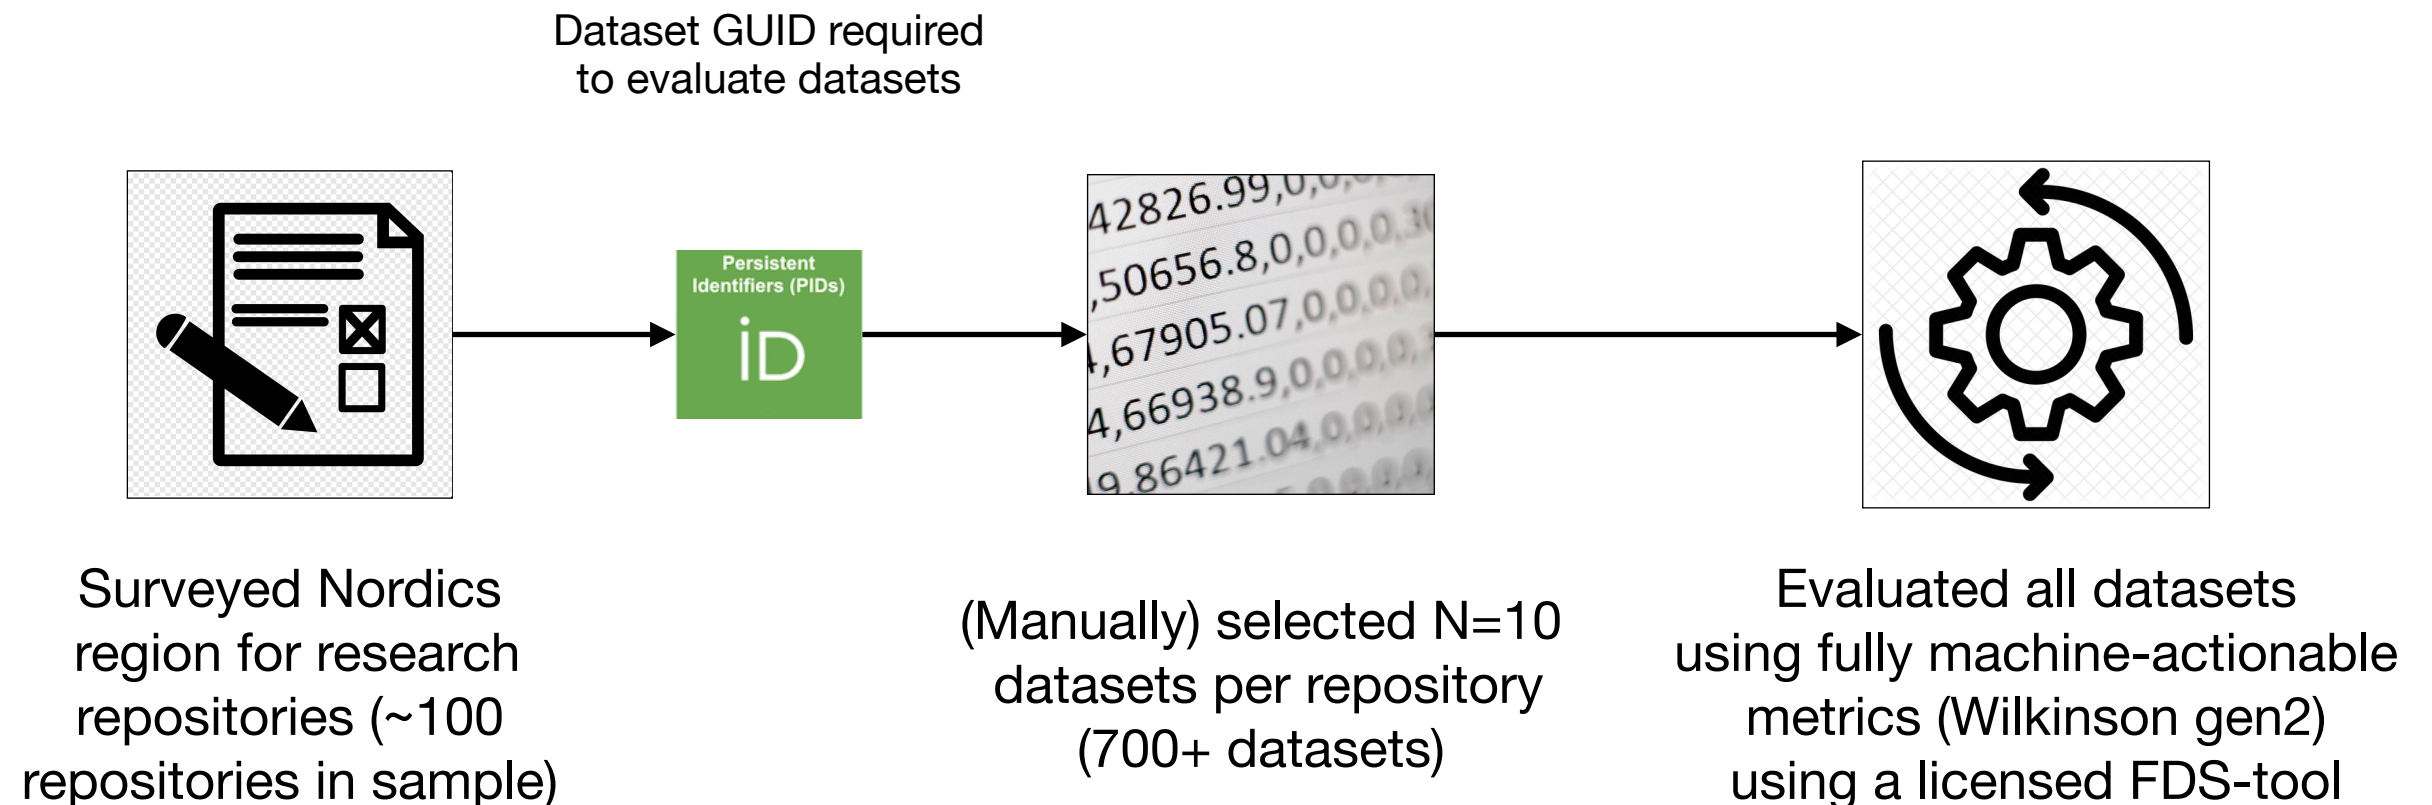 Dataset GUID required
to evaluate datasets
Persistent
Identifiers (PIDs)
iD
42826.99,0,0,
,50656.8,0,0,0,0,30
,67905.07,0,0,0,0,
4,66938.9,0,0,0,0,
9,86421.04,0,0,0,0
Surveyed Nordics
region for research
repositories (~100
repositories in sample)
(Manually) selected N=10
datasets per repository
(700+ datasets)
Evaluated all datasets
using fully machine-actionable
metrics (Wilkinson gen2)
using a licensed FDS-tool